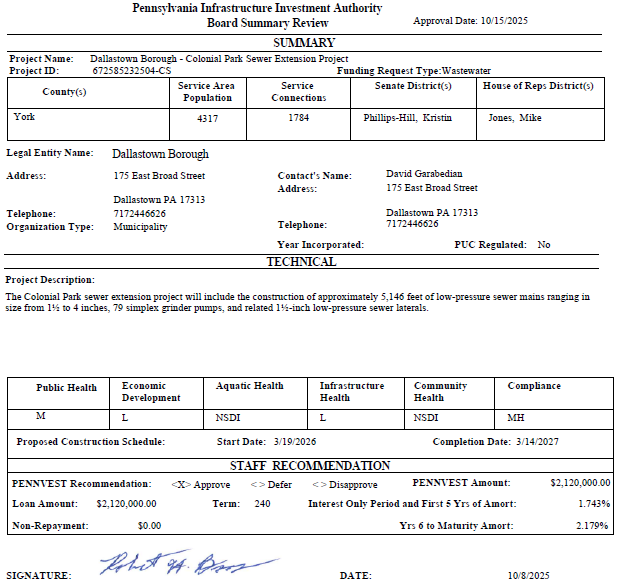 Pennsylvania Infrastructure Investment Authority
Board Summary Review
Approval Date: 10/15/2025
SUMMARY
Project Name: Dallastown Borough - Colonial Park Sewer Extension Project
Project ID: 672585232504-CS Funding Request Type:Wastewater
County(s) Service Area Population Service Connections Senate District(s) House of Reps District(s)
York 4317 1784 Phillips-Hill, Kristin Jones, Mike
Legal Entity Name: Dallastown Borough
Address: 175 East Broad Street Contact's Name: David Garabedian
Address: 175 East Broad Street
Dallastown PA 17313 Dallastown PA 17313
Telephone: 7172446626 Telephone: 7172446626
Organization Type: Municipality
Year Incorporated: PUC Regulated: No
TECHNICAL
Project Description:
The Colonial Park sewer extension project will include the construction of approximately 5,146 feet of low-pressure sewer mains ranging in
size from 1½ to 4 inches, 79 simplex grinder pumps, and related 1½-inch low-pressure sewer laterals.
Public Health Economic Development Aquatic Health Infrastructure Health Community Health Compliance
M L NSDI L NSDI MH
Proposed Construction Schedule: Start Date: 3/19/2026 Completion Date: 3/14/2027
STAFF RECOMMENDATION
PENNVEST Recommendation: <X> Approve < > Defer < > Disapprove PENNVEST Amount: $2,120,000.00
Loan Amount: $2,120,000.00 Term: 240 Interest Only Period and First 5 Yrs of Amort: 1.743%
Non-Repayment: $0.00 Yrs 6 to Maturity Amort: 2.179%
SIGNATURE: DATE: 10/8/2025